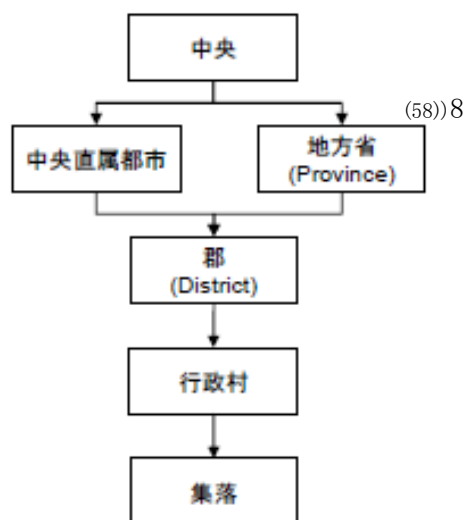 中央
(58))8
中央直属都市
地方省
(Province)
郡
(District)
行政村
集落